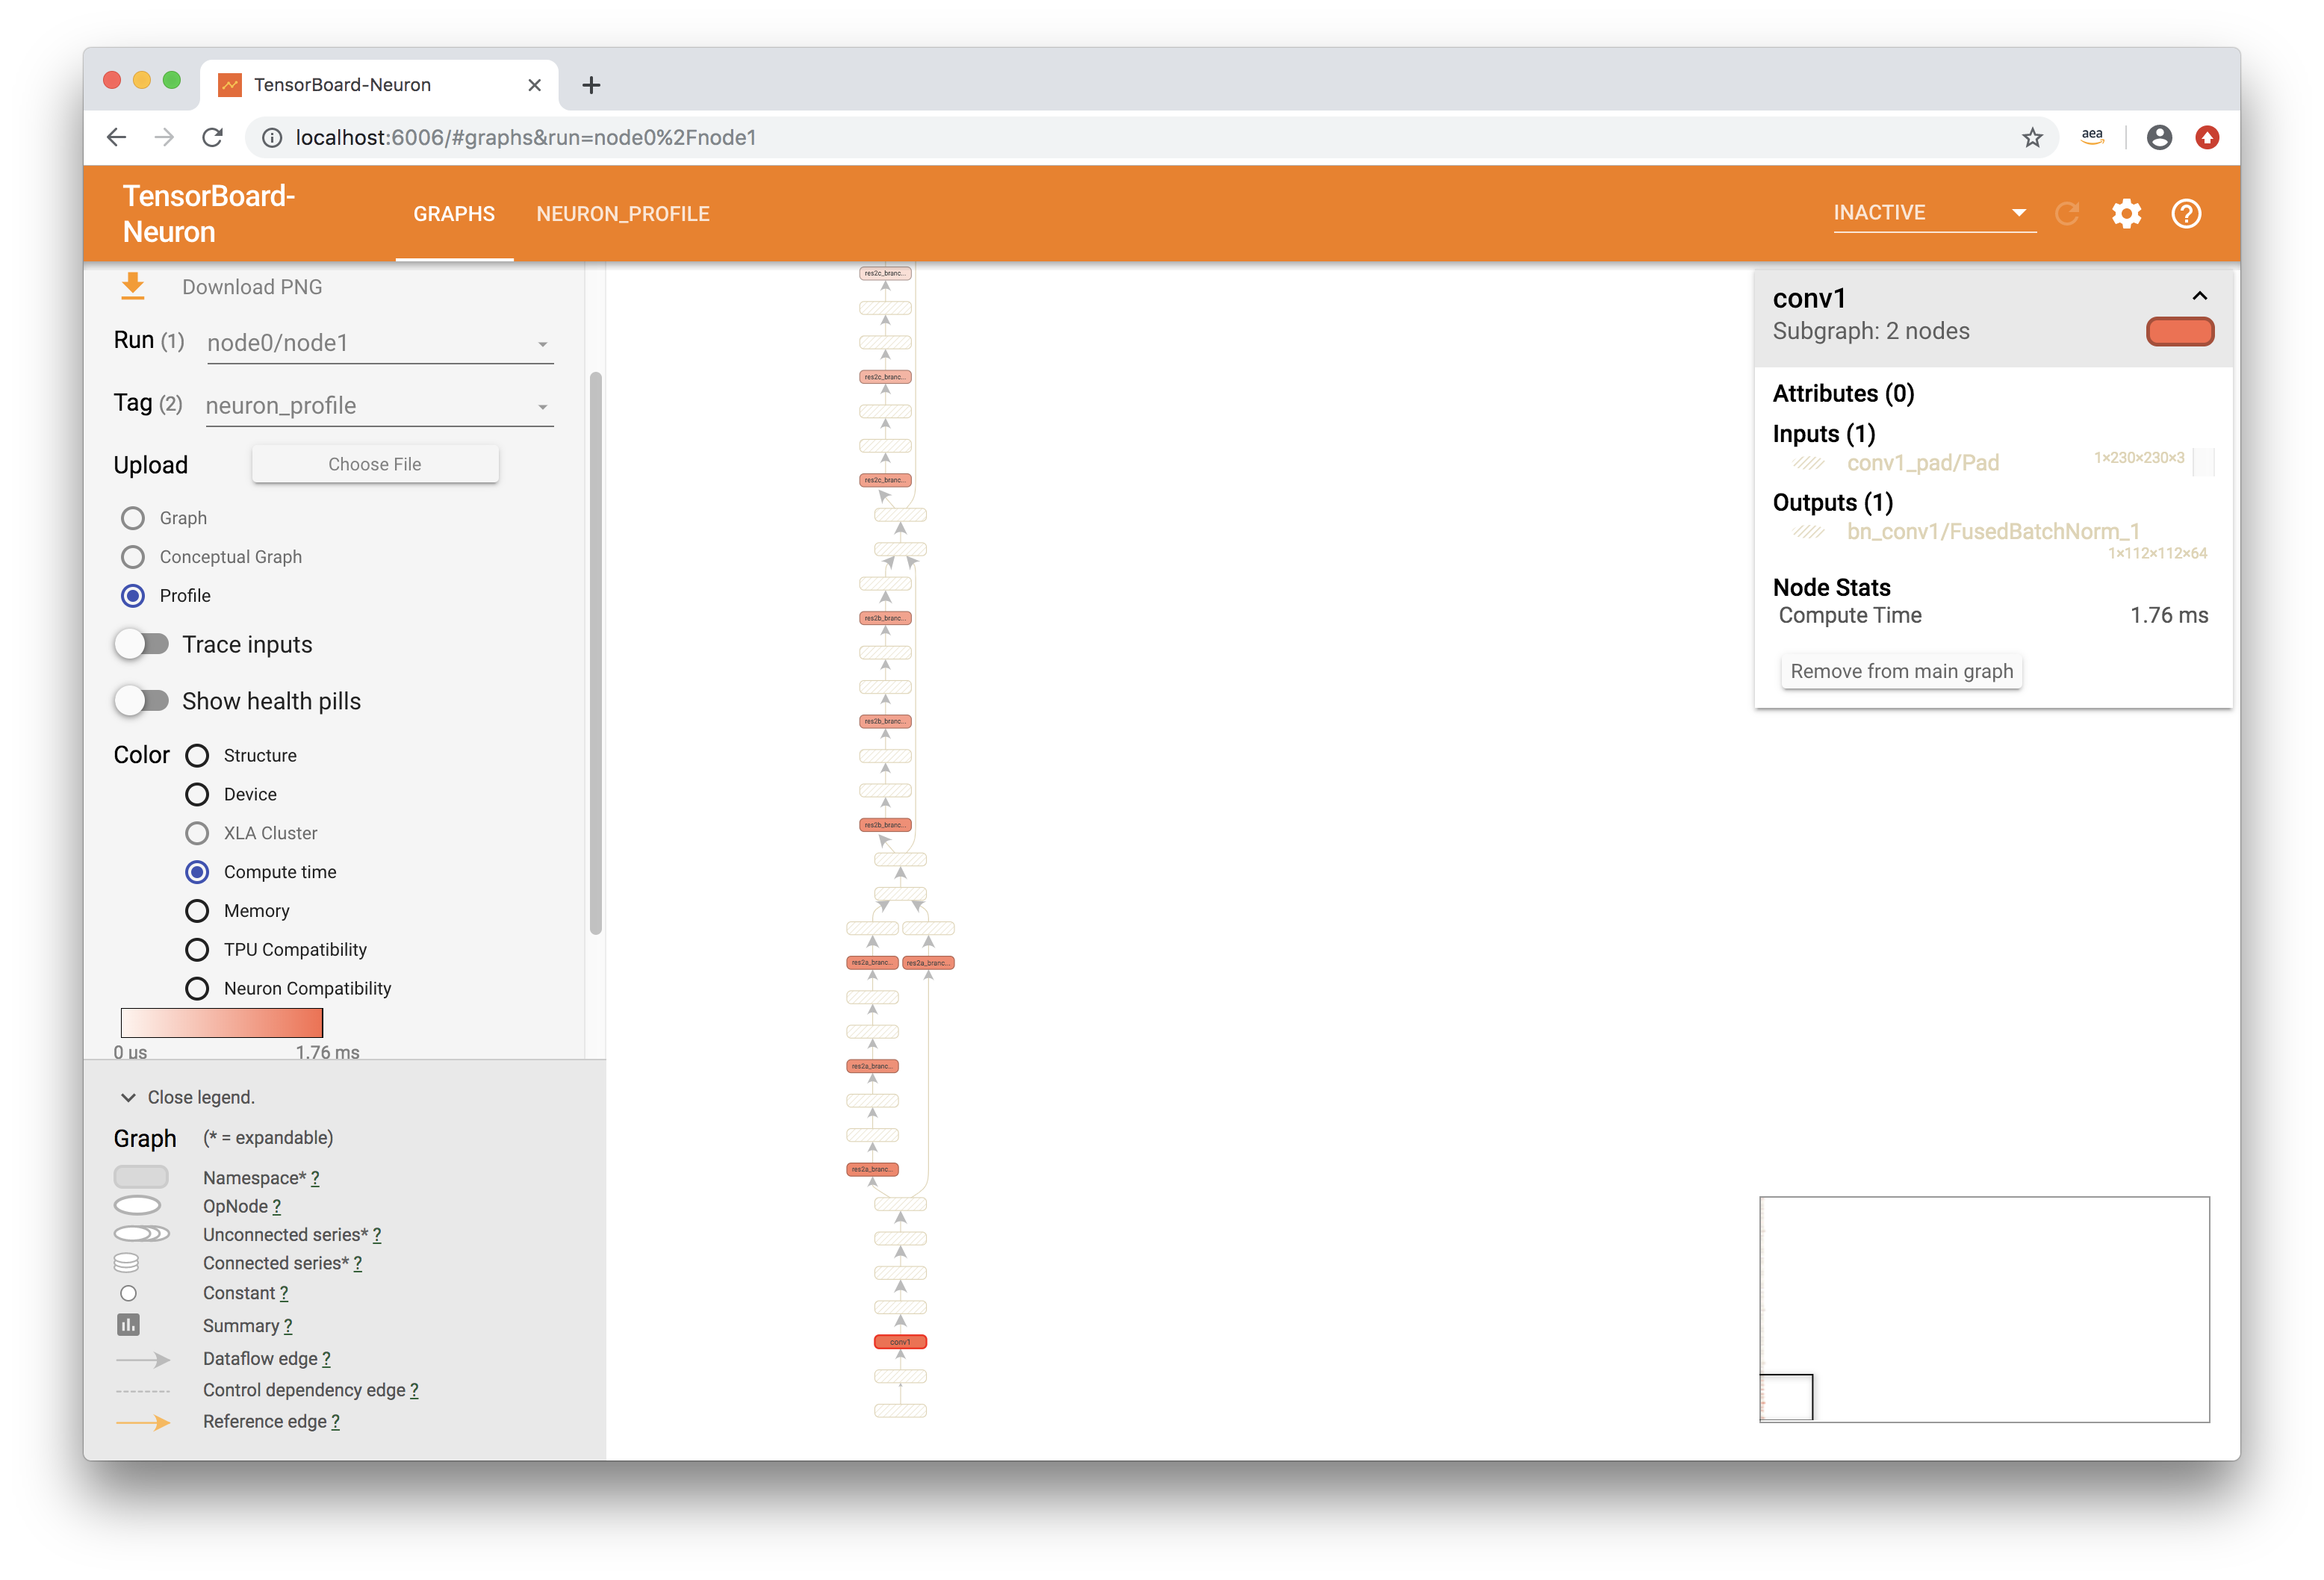 TensorBoard-Neuron
localhost:6006/#graphs&run=node0%2Fnode1
aea
TensorBoard-
Neuron
GRAPHS
NEURON_PROFILE
INACTIVE
Download PNG
Run (1) node0/node1
Tag (2) neuron_profile
Upload Choose File
Graph
Conceptual Graph
Profile
Trace inputs
Show health pills
Color
Structure
Device
XLA Cluster
Compute time
Memory
TPU Compatibility
Neuron Compatibility
0 us 1.76 ms
Close legend.
Graph (* = expandable)
Namespace* ?
OpNode ?
Unconnected series* ?
Connected series* ?
Constant ?
Summary ?
Dataflow edge ?
Control dependency edge ?
Reference edge ?
res2c_branc...
res2c_branc...
res2c_branc...
res2b_branc...
res2b_branc...
res2b_branc...
res2a_branc... res2a_branc...
res2a_branc...
res2a_branc...
conv1
conv1
Subgraph: 2 nodes
Attributes (0)
Inputs (1)
conv1_pad/Pad 1×230×230×3
Outputs (1)
bn_conv1/FusedBatchNorm_1
1×112×112×64
Node Stats
Compute Time 1.76 ms
Remove from main graph